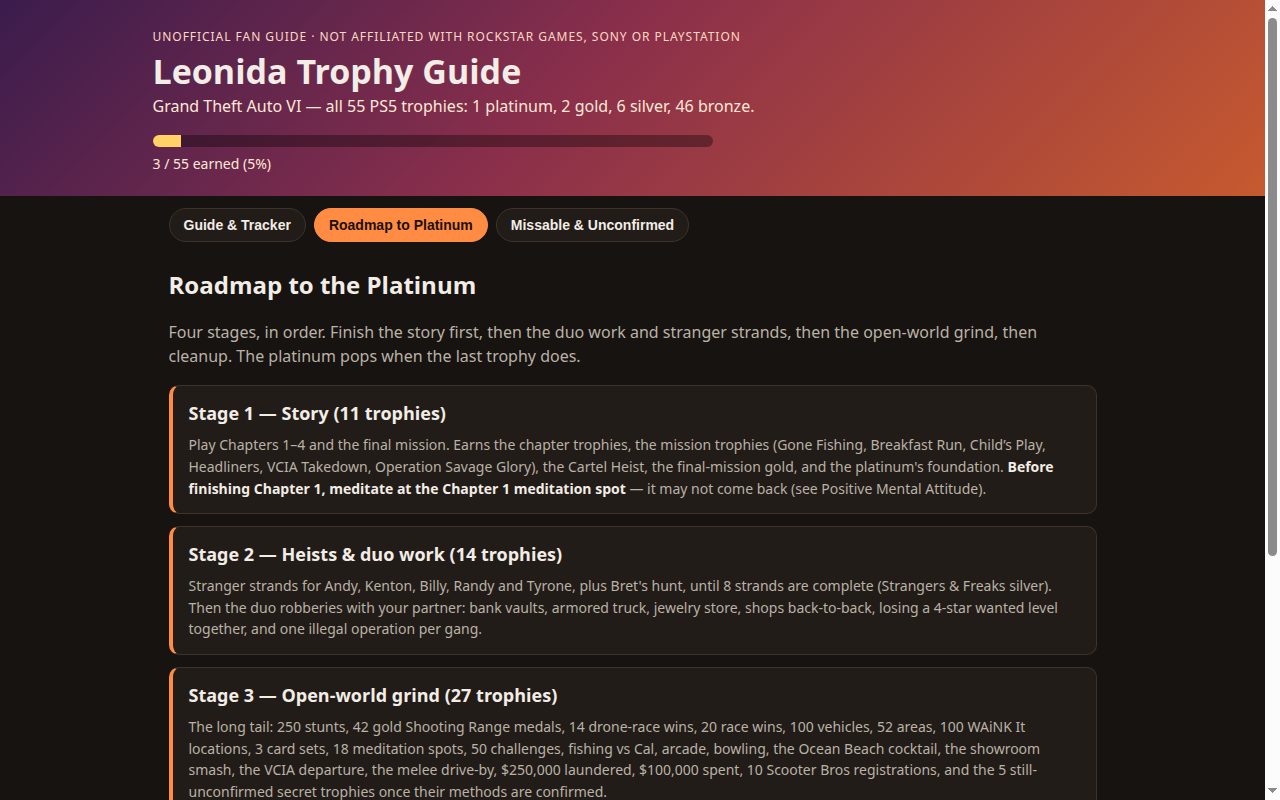 UNOFFICIAL FAN GUIDE · NOT AFFILIATED WITH ROCKSTAR GAMES, SONY OR PLAYSTATION
Leonida Trophy Guide
Grand Theft Auto VI — all 55 PS5 trophies: 1 platinum, 2 gold, 6 silver, 46 bronze.
3 / 55 earned (5%)
Guide & Tracker
Roadmap to Platinum
Missable & Unconfirmed
Roadmap to the Platinum
Four stages, in order. Finish the story first, then the duo work and stranger strands, then the open-world grind, then
cleanup. The platinum pops when the last trophy does.
Stage 1 — Story (11 trophies)
Play Chapters 1–4 and the final mission. Earns the chapter trophies, the mission trophies (Gone Fishing, Breakfast Run, Child’s Play,
Headliners, VCIA Takedown, Operation Savage Glory), the Cartel Heist, the final-mission gold, and the platinum's foundation. Before
finishing Chapter 1, meditate at the Chapter 1 meditation spot — it may not come back (see Positive Mental Attitude).
Stage 2 — Heists & duo work (14 trophies)
Stranger strands for Andy, Kenton, Billy, Randy and Tyrone, plus Bret's hunt, until 8 strands are complete (Strangers & Freaks silver).
Then the duo robberies with your partner: bank vaults, armored truck, jewelry store, shops back-to-back, losing a 4-star wanted level
together, and one illegal operation per gang.
Stage 3 — Open-world grind (27 trophies)
The long tail: 250 stunts, 42 gold Shooting Range medals, 14 drone-race wins, 20 race wins, 100 vehicles, 52 areas, 100 WAiNK It
locations, 3 card sets, 18 meditation spots, 50 challenges, fishing vs Cal, arcade, bowling, the Ocean Beach cocktail, the showroom
smash, the VCIA departure, the melee drive-by, $250,000 laundered, $100,000 spent, 10 Scooter Bros registrations, and the 5 still-
unconfirmed secret trophies once their methods are confirmed.